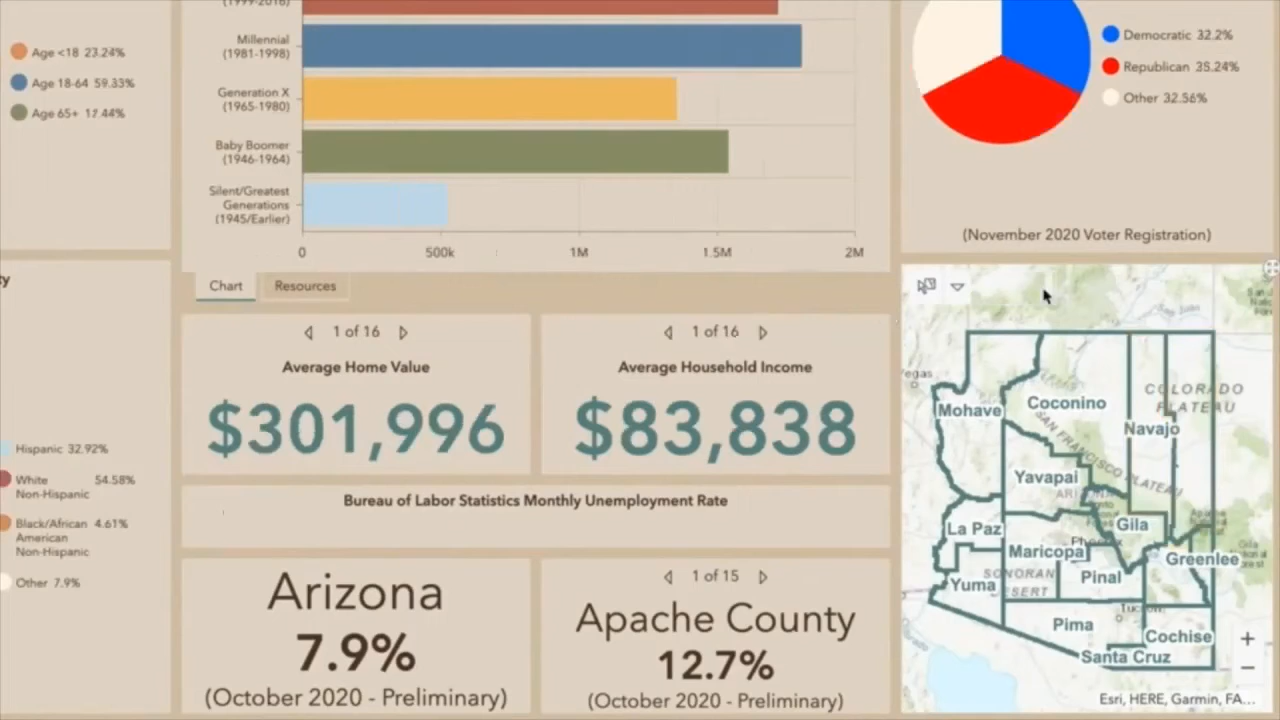 (1999-2016)
Millennial
(1981-1998)
Generation X
(1965-1980)
Baby Boomer
(1946-1964)
Silent/Greatest
Generations
(1945/Earlier)
0 500k 1M 1.5M 2M
Age <18 23.24%
Age 18-64 59.33%
Age 65+ 17.44%
Democratic 32.2%
Republican 35.24%
Other 32.56%
(November 2020 Voter Registration)
Chart Resources
1 of 16
Average Home Value
$301,996
1 of 16
Average Household Income
$83,838
Hispanic 32.92%
White 54.58%
Non-Hispanic
Black/African 4.61%
American
Non-Hispanic
Other 7.9%
Bureau of Labor Statistics Monthly Unemployment Rate
Arizona
7.9%
(October 2020 - Preliminary)
1 of 15
Apache County
12.7%
(October 2020 - Preliminary)
COLORADO
PLATEAU
Mohave
Coconino
Navajo
SAN FRANCISCO PLATEAU
Yavapai
La Paz
Gila
Maricopa
Greenlee
Yuma
SONORAN
Pinal
Pima
Cochise
Santa Cruz
+
−
Esri, HERE, Garmin, FA...